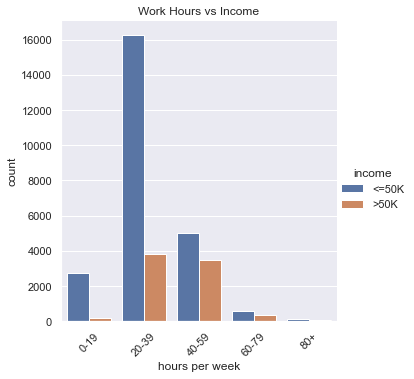 Work Hours vs Income
16000
14000
12000
10000
8000
6000
4000
2000
0
count
0-19
20-39
40-59
60-79
80+
hours per week
income
<=50K
>50K